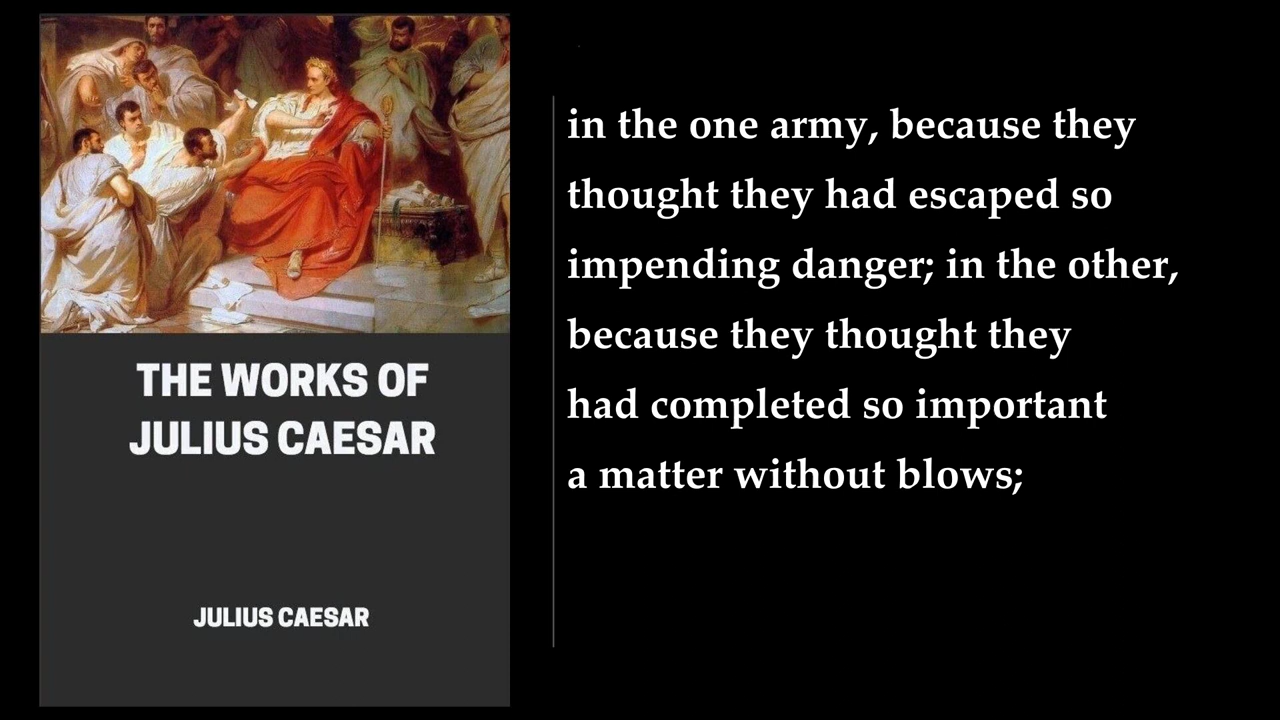 THE WORKS OF
JULIUS CAESAR
JULIUS CAESAR
in the one army, because they
thought they had escaped so
impending danger; in the other,
because they thought they
had completed so important
a matter without blows;